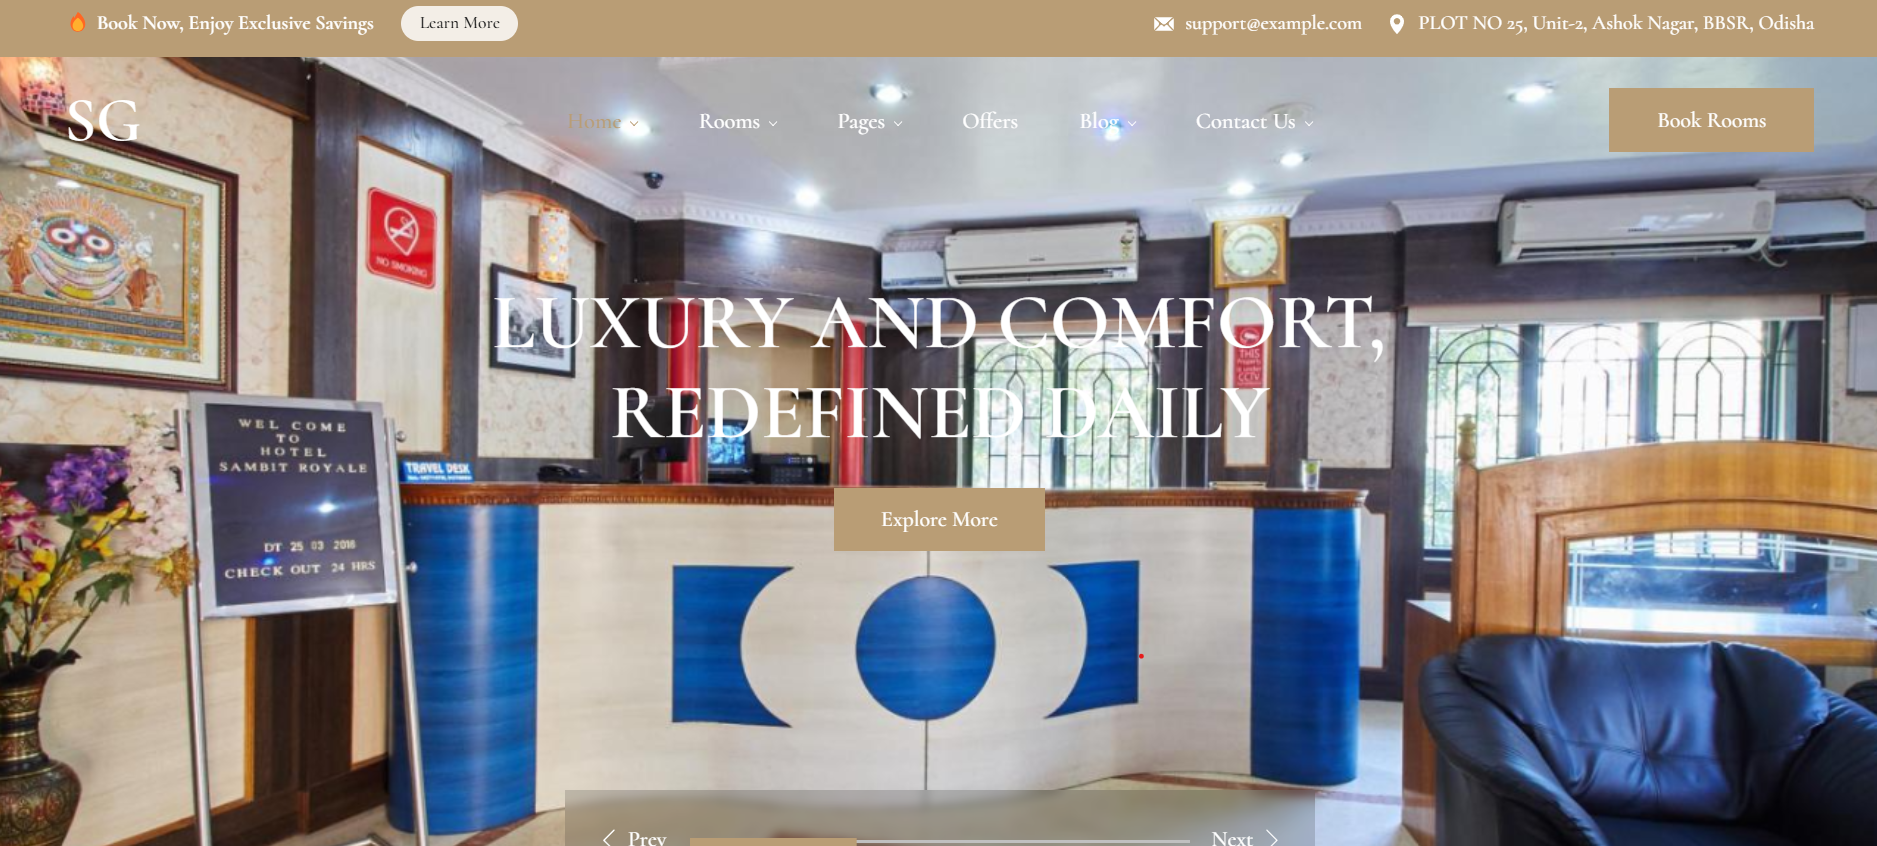 Book Now, Enjoy Exclusive Savings
Learn More
support@example.com
PLOT NO 25, Unit-2, Ashok Nagar, BBSR, Odisha
SG
Home
Rooms
Pages
Offers
Blog
Contact Us
Book Rooms
NO SMOKING
LUXURY AND COMFORT,
REDEFINED DAILY
THIS
CCTV
WEL COME
TO
HOTEL
SAMBIT ROYALE
TRAVEL DESK
DT 25 03 2016
CHECK OUT 24 HRS
Explore More
Prev
Next